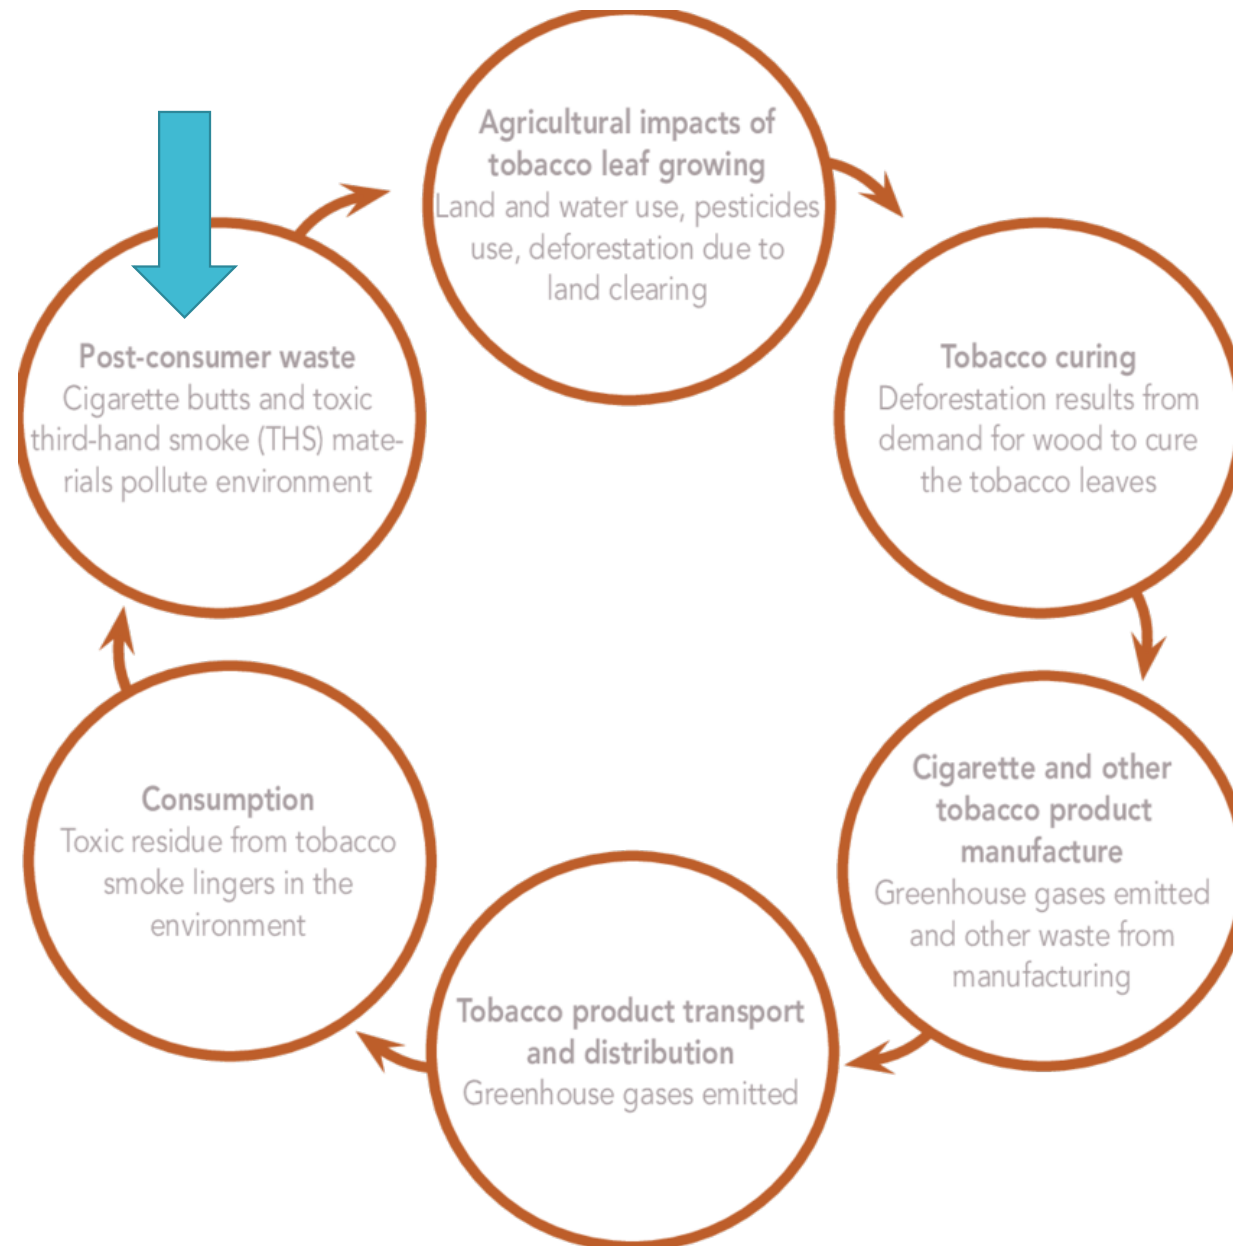 Agricultural impacts of
tobacco leaf growing
Land and water use, pesticides
use, deforestation due to
land clearing
Tobacco curing
Deforestation results from
demand for wood to cure
the tobacco leaves
Cigarette and other
tobacco product
manufacture
Greenhouse gases emitted
and other waste from
manufacturing
Tobacco product transport
and distribution
Greenhouse gases emitted
Consumption
Toxic residue from tobacco
smoke lingers in the
environment
Post-consumer waste
Cigarette butts and toxic
third-hand smoke (THS) mate-
rials pollute environment